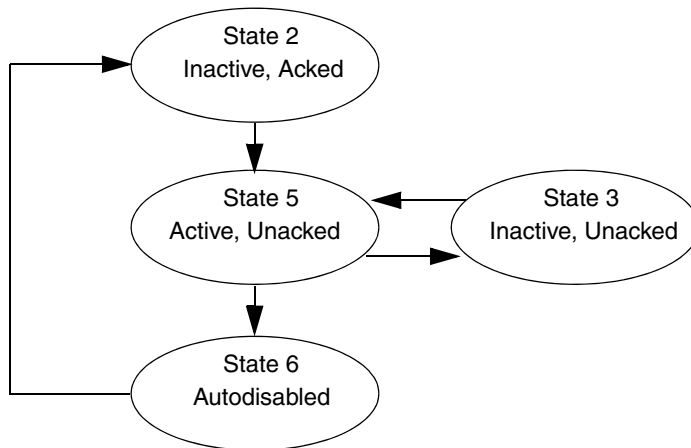 State 2
Inactive, Acked
State 5
Active, Unacked
State 3
Inactive, Unacked
State 6
Autodisabled